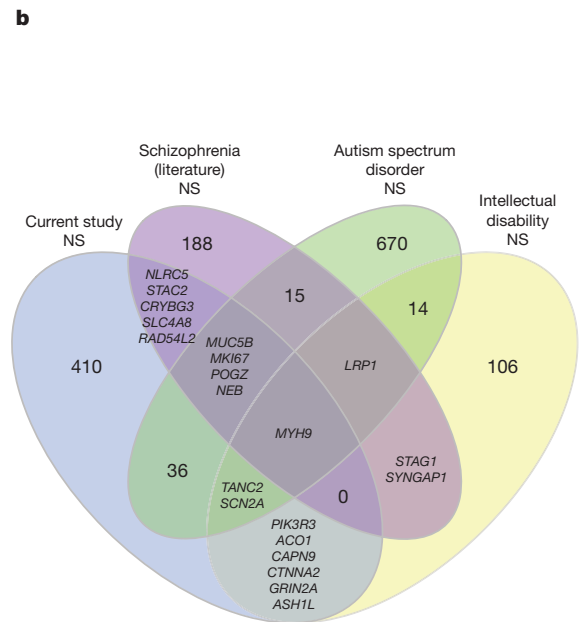 b
Schizrophrenia
(literature)
NS
Autism spectrum
disorder
NS
Intellectual
disability
NS
Current study
NS
188
670
NLRC5
STAC2
CRYBG3
SLC4A8
RAD54L2
15
14
MUC5B
MKI67
POGZ
NEB
LRP1
410
106
MYH9
36
TANC2
SCN2A
0
STAG1
SYNGAP1
PIK3R3
ACO1
CAPN9
CTNNA2
GRIN2A
ASH1L